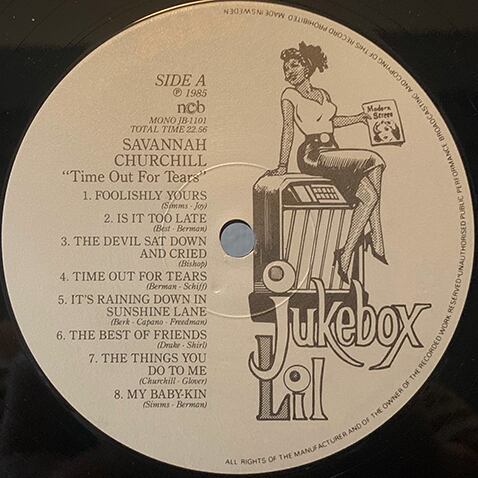 SIDE A
℗ 1985
ncb
MONO JB-1101
TOTAL TIME 22.56
SAVANNAH
CHURCHILL
"Time Out For Tears"
1. FOOLISHLY YOURS
(Simms - Joy)
2. IS IT TOO LATE
(Best - Berman)
3. THE DEVIL SAT DOWN
AND CRIED
(Bishop)
4. TIME OUT FOR TEARS
(Berman - Schiff)
5. IT'S RAINING DOWN IN
SUNSHINE LANE
(Berk - Capano - Freedman)
6. THE BEST OF FRIENDS
(Drake - Shirl)
7. THE THINGS YOU
DO TO ME
(Churchill - Glover)
8. MY BABY-KIN
(Simms - Berman)
Modern
Screen
Jukebox
Lil
ALL RIGHTS OF THE MANUFACTURER AND OF THE OWNER OF THE RECORDED WORK RESERVED • UNAUTHORISED PUBLIC PERFORMANCE BROADCASTING AND COPYING OF THIS RECORD PROHIBITED MADE IN SWEDEN